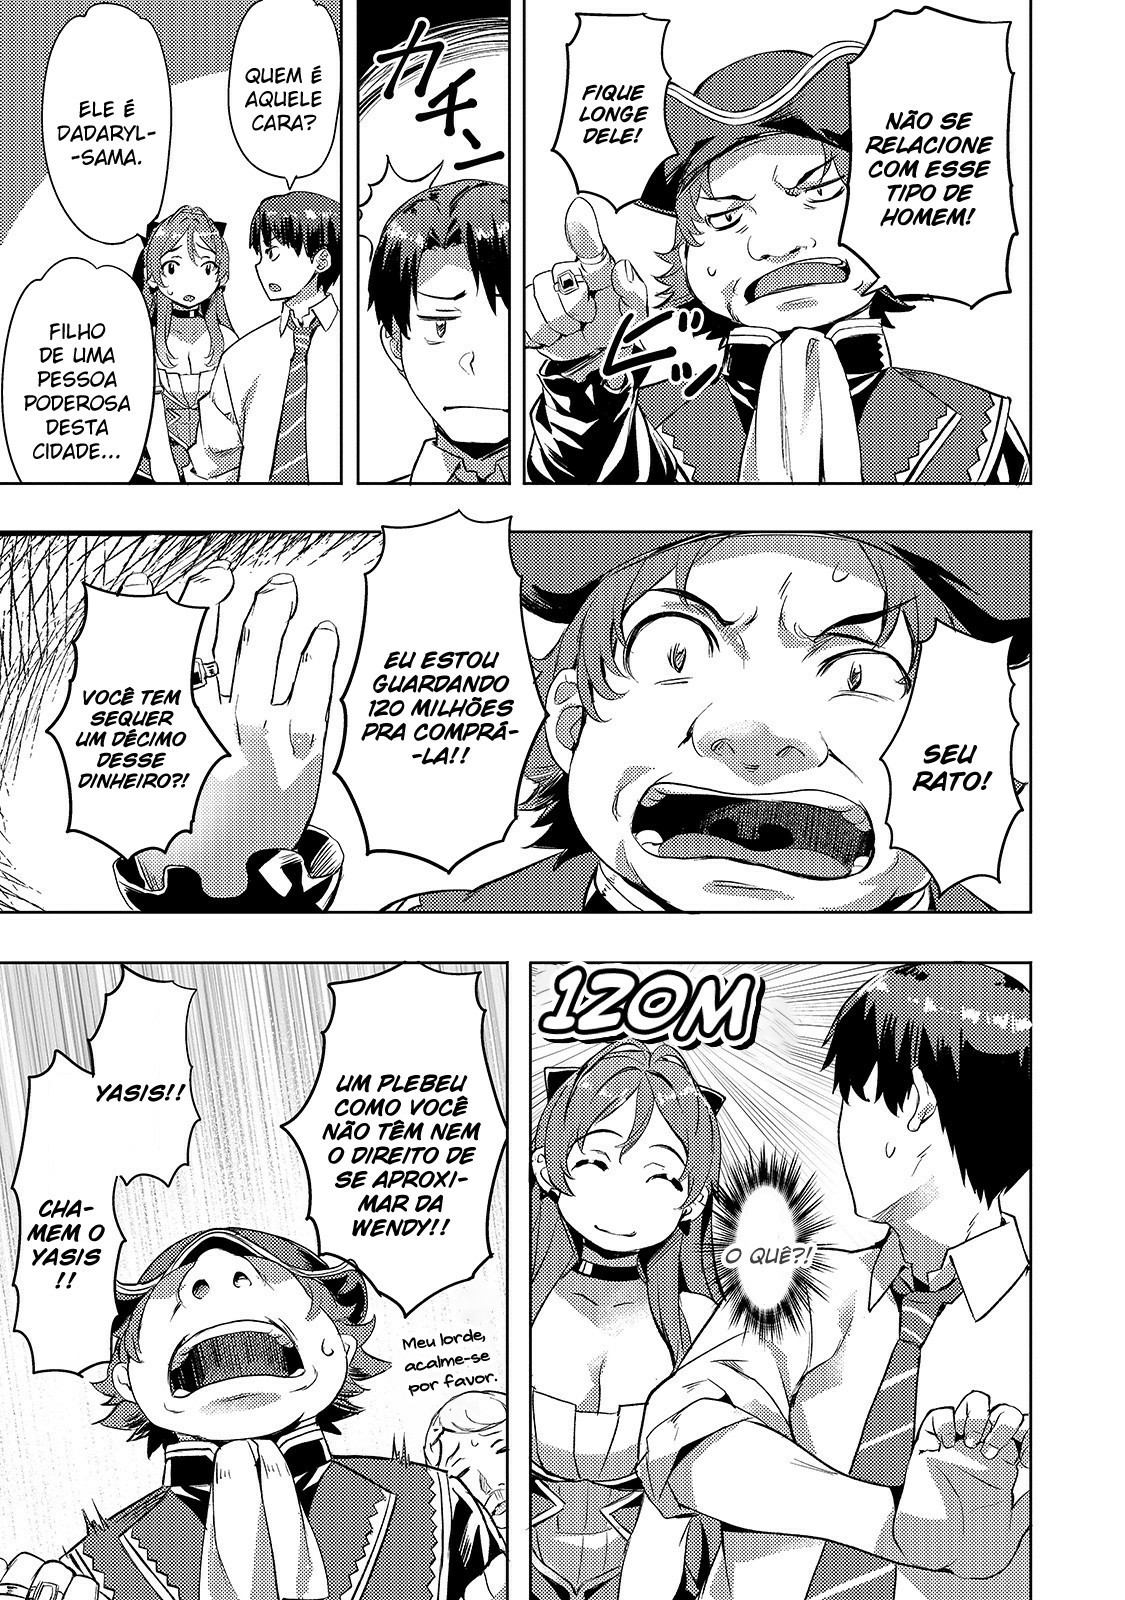 NÃO SE
RELACIONE
COM ESSE
TIPO DE
HOMEM!
FIQUE
LONGE
DELE!
ビッ
カチーン
QUEM É
AQUELE
CARA?
ELE É
DADARYL-
-SAMA.
FILHO
DE UMA
PESSOA
PODEROSA
DESTA
CIDADE...
SEU
RATO!
EU ESTOU
GUARDANDO
120 MILHÕES
PRA COMPRÁ-
-LA!!
VOCÊ TEM
SEQUER
UM DÉCIMO
DESSE
DINHEIRO?!
120M
O QUÊ?!
UM PLEBEU
COMO VOCÊ
NÃO TÊM NEM
O DIREITO DE
SE APROXI-
MAR DA
WENDY!!
YASIS!!
CHA-
MEM O
YASIS
!!
Meu lorde,
acalme-se
por favor.